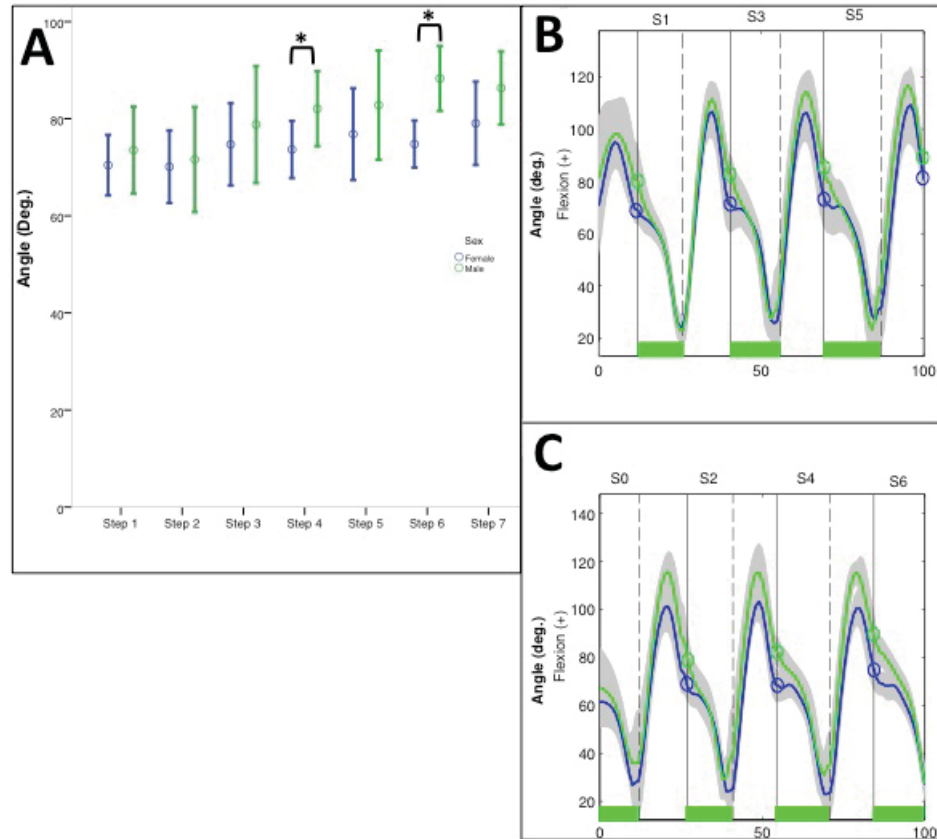 A
100
80
60
40
20
0
Angle (Deg.)
*
*
Sex
Female
Male
Step 1 Step 2 Step 3 Step 4 Step 5 Step 6 Step 7
B
S1 S3 S5
120
100
80
60
40
20
Angle (deg.)
Flexion (+)
0 50 100
C
S0 S2 S4 S6
140
120
100
80
60
40
20
Angle (deg.)
Flexion (+)
0 50 100